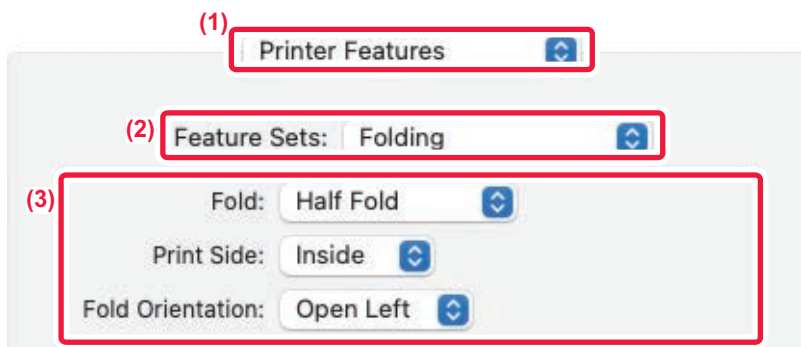 (1)
Printer Features
(2) Feature Sets: Folding
(3) Fold: Half Fold
Print Side: Inside
Fold Orientation: Open Left